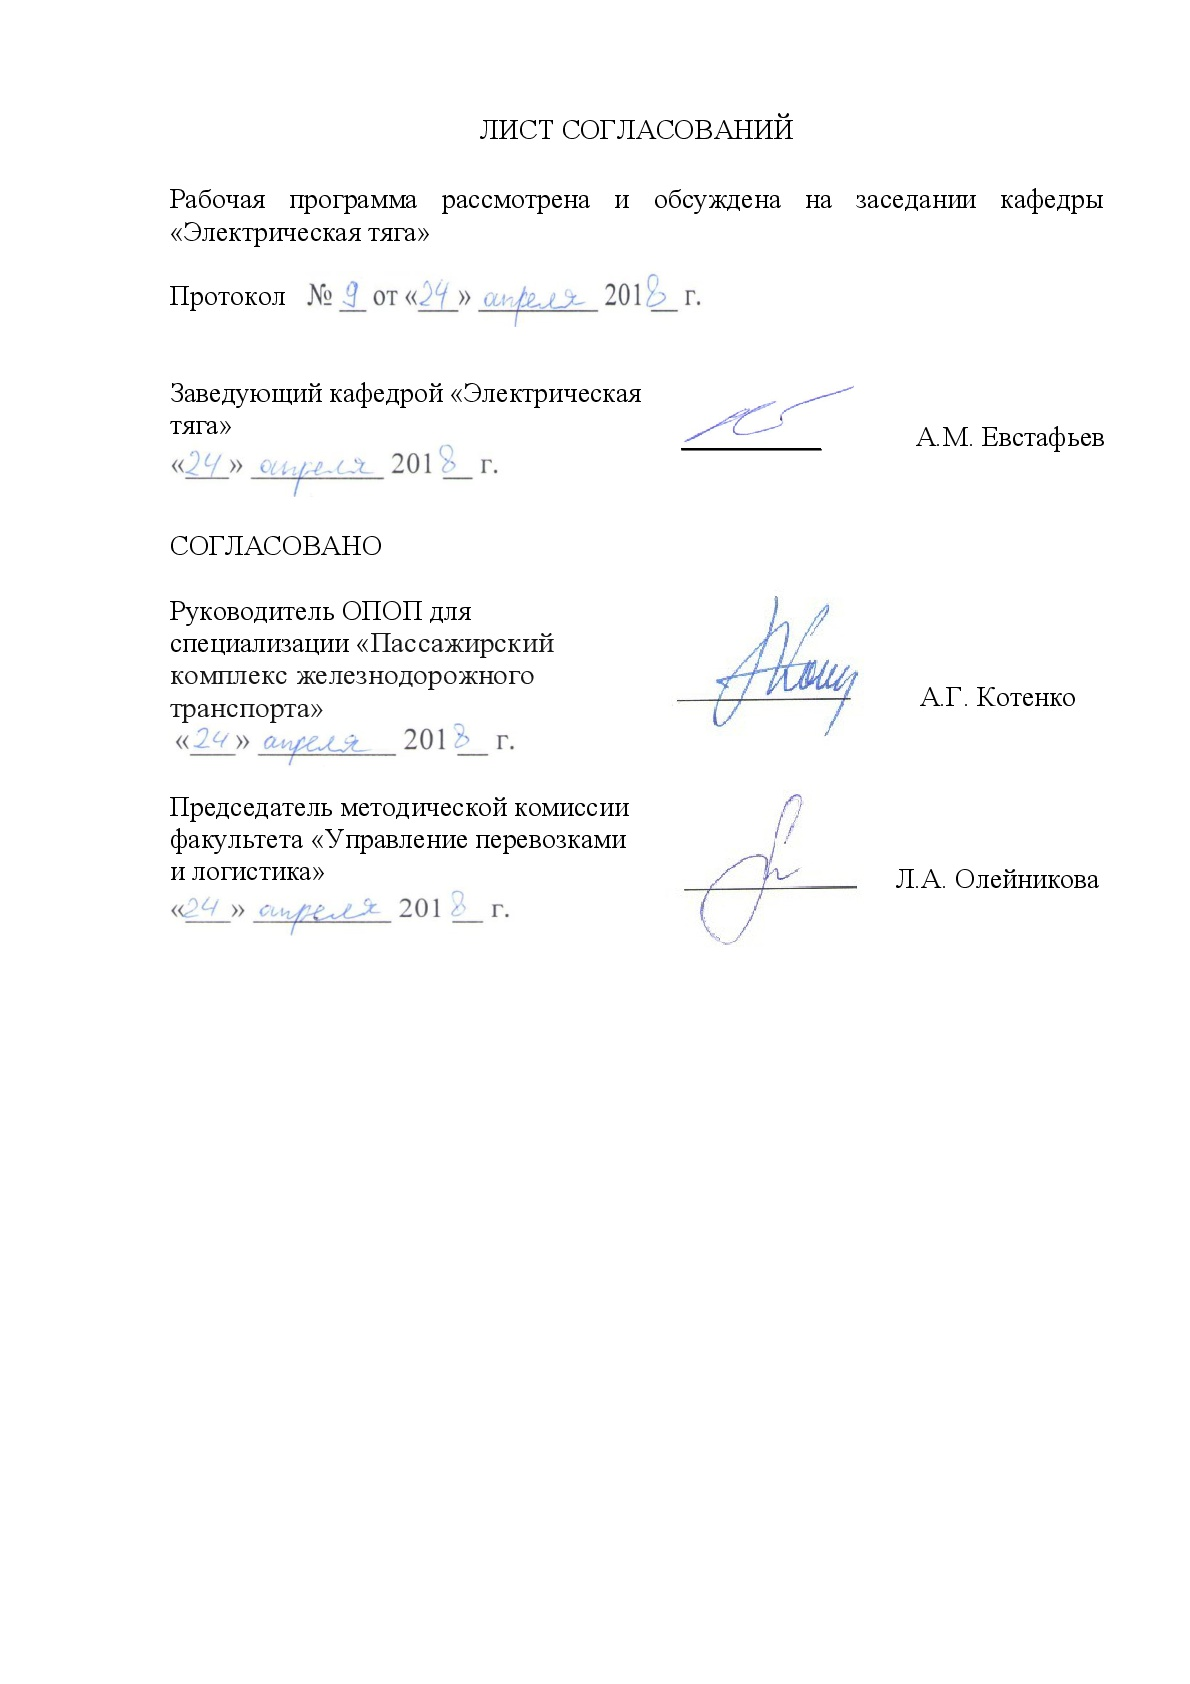 ЛИСТ СОГЛАСОВАНИЙ
Рабочая программа рассмотрена и обсуждена на заседании кафедры
«Электрическая тяга»
Протокол № 9 от «24» апреля 2018 г.
Заведующий кафедрой «Электрическая
тяга»
А.М. Евстафьев
«24» апреля 2018 г.
СОГЛАСОВАНО
Руководитель ОПОП для
специализации «Пассажирский
комплекс железнодорожного
транспорта»
А.Г. Котенко
«24» апреля 2018 г.
Председатель методической комиссии
факультета «Управление перевозками
и логистика»
Л.А. Олейникова
«24» апреля 2018 г.